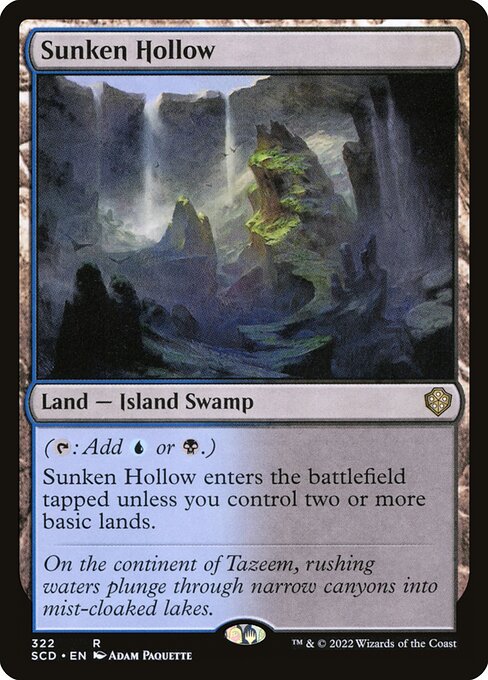 Sunken Hollow
Land — Island Swamp
(: Add or .)
Sunken Hollow enters the battlefield
tapped unless you control two or more
basic lands.
On the continent of Tazeem, rushing
waters plunge through narrow canyons into
mist-cloaked lakes.
322 R
SCD • EN Adam Paquette
™ & © 2022 Wizards of the Coast